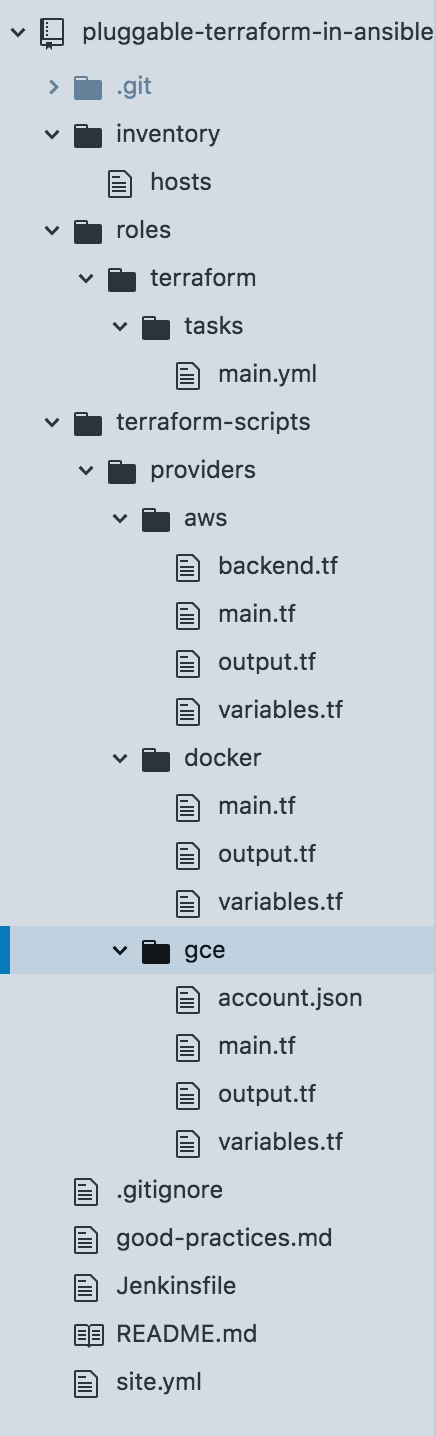 pluggable-terraform-in-ansible
.git
inventory
hosts
roles
terraform
tasks
main.yml
terraform-scripts
providers
aws
backend.tf
main.tf
output.tf
variables.tf
docker
main.tf
output.tf
variables.tf
gce
account.json
main.tf
output.tf
variables.tf
.gitignore
good-practices.md
Jenkinsfile
README.md
site.yml